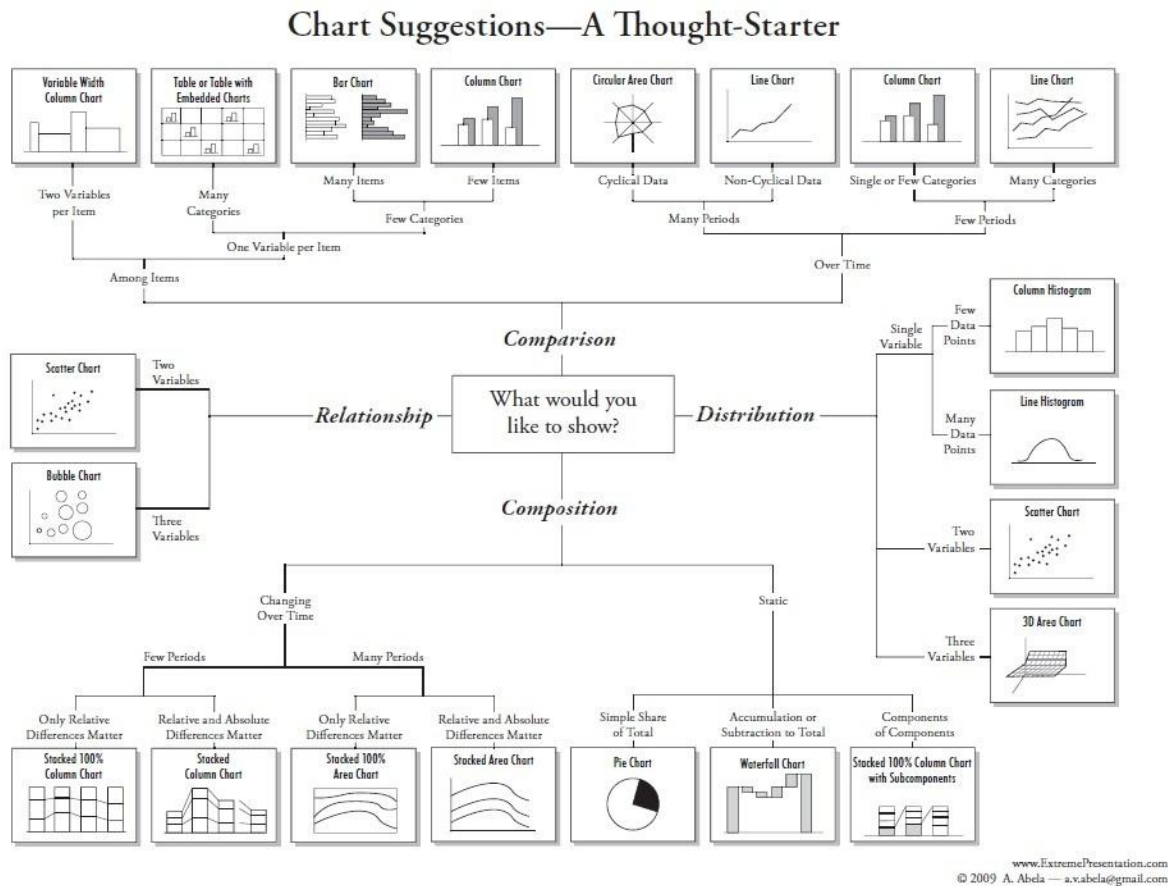 Chart Suggestions—A Thought-Starter
Variable Width
Column Chart
Table or Table with
Embedded Charts
Bar Chart
Column Chart
Circular Area Chart
Line Chart
Column Chart
Line Chart
Two Variables
per Item
Many
Categories
Many Items
Few Items
Cyclical Data
Non-Cyclical Data
Single or Few Categories
Many Categories
Few Categories
Many Periods
Few Periods
One Variable per Item
Over Time
Among Items
Comparison
What would you
like to show?
Relationship
Two
Variables
Scatter Chart
Bubble Chart
Three
Variables
Distribution
Single
Variable
Few
Data
Points
Column Histogram
Many
Data
Points
Line Histogram
Two
Variables
Scatter Chart
Three
Variables
3D Area Chart
Composition
Changing
Over Time
Static
Few Periods
Many Periods
Only Relative
Differences Matter
Relative and Absolute
Differences Matter
Only Relative
Differences Matter
Relative and Absolute
Differences Matter
Simple Share
of Total
Accumulation or
Subtraction to Total
Components
of Components
Stacked 100%
Column Chart
Stacked
Column Chart
Stacked 100%
Area Chart
Stacked Area Chart
Pie Chart
Waterfall Chart
Stacked 100% Column Chart
with Subcomponents
www.ExtremePresentation.com
© 2009 A. Abela — a.v.abela@gmail.com